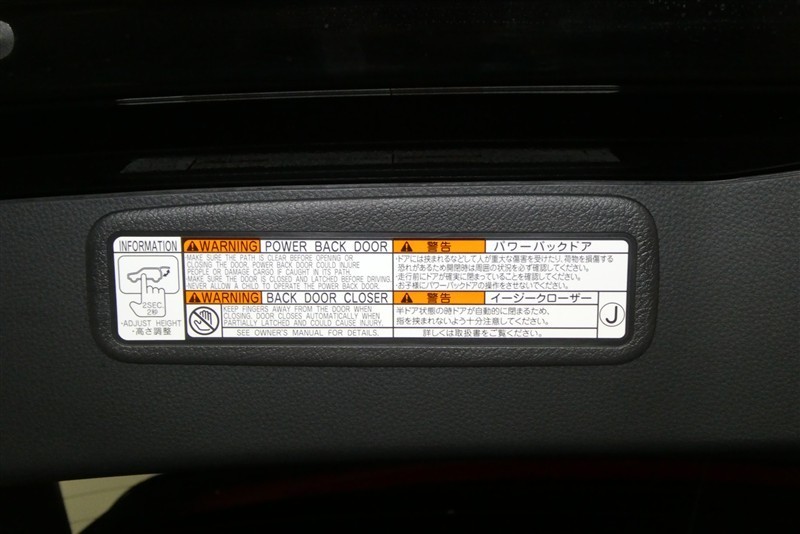 INFORMATION
2SEC.
2秒
-ADJUST HEIGHT
・高さ調整
WARNING POWER BACK DOOR
·MAKE SURE THE PATH IS CLEAR BEFORE OPENING OR
CLOSING THE DOOR. POWER BACK DOOR COULD INJURE
PEOPLE OR DAMAGE CARGO IF CAUGHT IN ITS PATH.
·MAKE SURE THE DOOR IS CLOSED AND LATCHED BEFORE DRIVING.
·NEVER ALLOW A CHILD TO OPERATE THE POWER BACK DOOR.
警告 パワーバックドア
・ドアには挟まれるなどして人が重大な傷害を受けたり、荷物を損傷する
恐れがあるため開閉時は周囲の状況を必ず確認してください。
・走行前にドアが確実に閉まっていることを確認してください。
・お子様にパワーバックドアの操作をさせないでください。
WARNING BACK DOOR CLOSER
KEEP FINGERS AWAY FROM THE DOOR WHEN
CLOSING. DOOR CLOSES AUTOMATICALLY WHEN
PARTIALLY LATCHED AND COULD CAUSE INJURY.
SEE OWNER'S MANUAL FOR DETAILS.
警告 イージークローザー
半ドア状態の時ドアが自動的に閉まるため、
指を挟まれないよう十分注意してください。
詳しくは取扱書をご覧ください。
J